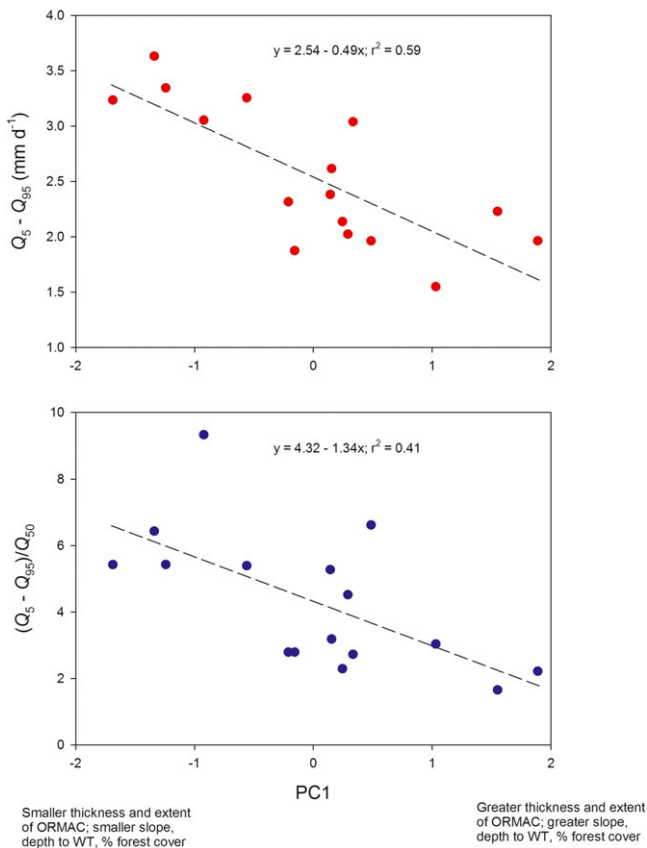 y = 2.54 - 0.49x; r² = 0.59
4.0
3.5
3.0
2.5
2.0
1.5
1.0
Q₅ - Q₉₅ (mm d⁻¹)
-2 -1 0 1 2
y = 4.32 - 1.34x; r² = 0.41
10
8
6
4
2
0
(Q₅ - Q₉₅)/Q₅₀
-2 -1 0 1 2
PC1
Smaller thickness and extent
of ORMAC; smaller slope,
depth to WT, % forest cover
Greater thickness and extent
of ORMAC; greater slope,
depth to WT, % forest cover